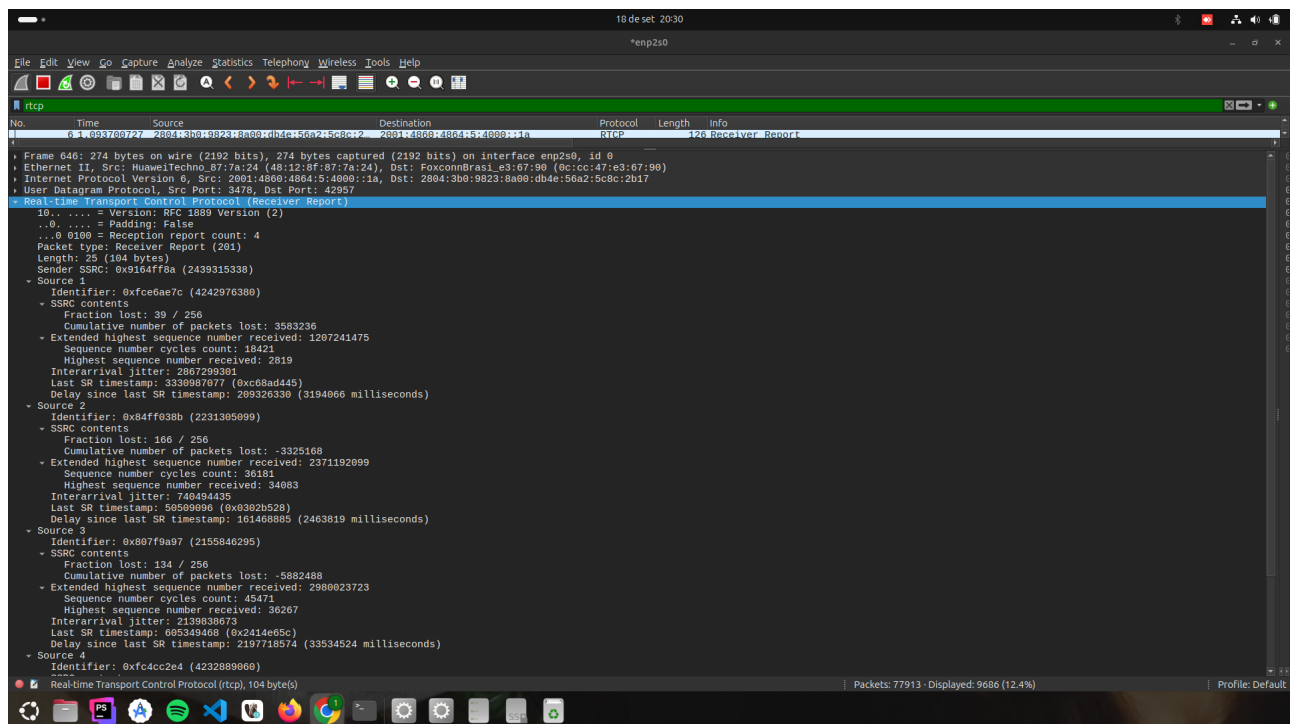 18 de set 20:30
*enp2s0
File Edit View Go Capture Analyze Statistics Telephony Wireless Tools Help
rtcp
No. Time Source Destination Protocol Length Info
6 1.093700727 2804:3b0:9823:8a00:db4e:56a2:5c8c:2… 2001:4860:4864:5:4000::1a RTCP 126 Receiver Report
Frame 646: 274 bytes on wire (2192 bits), 274 bytes captured (2192 bits) on interface enp2s0, id 0
Ethernet II, Src: HuaweiTechno_87:7a:24 (48:12:8f:87:7a:24), Dst: FoxconnBrasi_e3:67:90 (0c:cc:47:e3:67:90)
Internet Protocol Version 6, Src: 2001:4860:4864:5:4000::1a, Dst: 2804:3b0:9823:8a00:db4e:56a2:5c8c:2b17
User Datagram Protocol, Src Port: 3478, Dst Port: 42957
Real-time Transport Control Protocol (Receiver Report)
10.. .... = Version: RFC 1889 Version (2)
..0. .... = Padding: False
...0 0100 = Reception report count: 4
Packet type: Receiver Report (201)
Length: 25 (104 bytes)
Sender SSRC: 0x9164ff8a (2439315338)
Source 1
Identifier: 0xfce6ae7c (4242976380)
SSRC contents
Fraction lost: 39 / 256
Cumulative number of packets lost: 3583236
Extended highest sequence number received: 1207241475
Sequence number cycles count: 18421
Highest sequence number received: 2819
Interarrival jitter: 2867299301
Last SR timestamp: 3330987077 (0xc68ad445)
Delay since last SR timestamp: 209326330 (3194066 milliseconds)
Source 2
Identifier: 0x84ff038b (2231305099)
SSRC contents
Fraction lost: 166 / 256
Cumulative number of packets lost: -3325168
Extended highest sequence number received: 2371192099
Sequence number cycles count: 36181
Highest sequence number received: 34083
Interarrival jitter: 740494435
Last SR timestamp: 50509096 (0x0302b528)
Delay since last SR timestamp: 161468885 (2463819 milliseconds)
Source 3
Identifier: 0x807f9a97 (2155846295)
SSRC contents
Fraction lost: 134 / 256
Cumulative number of packets lost: -5882488
Extended highest sequence number received: 2980023723
Sequence number cycles count: 45471
Highest sequence number received: 36267
Interarrival jitter: 2139838673
Last SR timestamp: 605349468 (0x2414e65c)
Delay since last SR timestamp: 2197718574 (33534524 milliseconds)
Source 4
Identifier: 0xfc4cc2e4 (4232889060)
Real-time Transport Control Protocol (rtcp), 104 byte(s)
Packets: 77913 · Displayed: 9686 (12.4%)
Profile: Default
PS
1
SSD